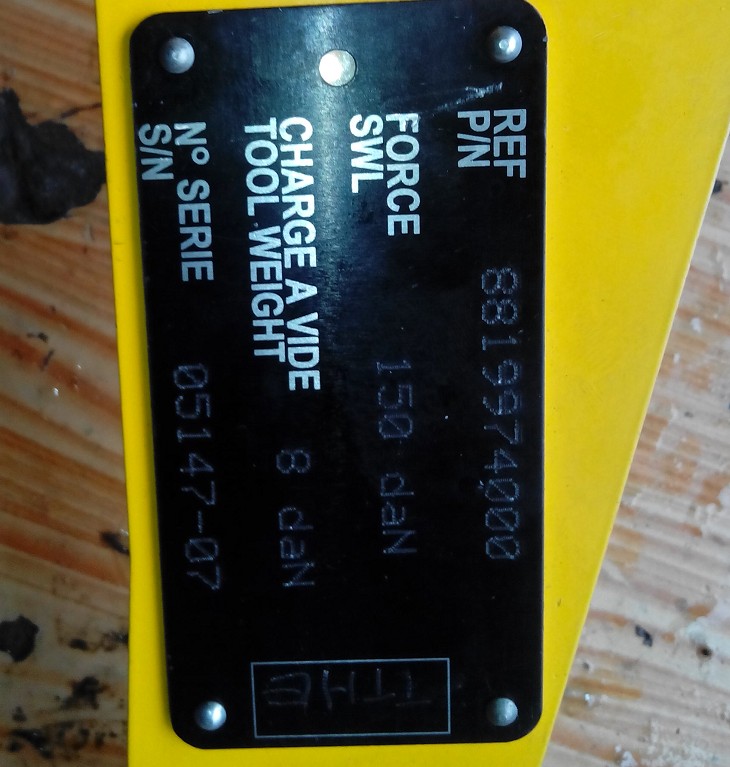 REF 8819974000
P/N
FORCE 150 daN
SWL
CHARGE A VIDE 8 daN
TOOL WEIGHT
N° SERIE 05147-07
S/N